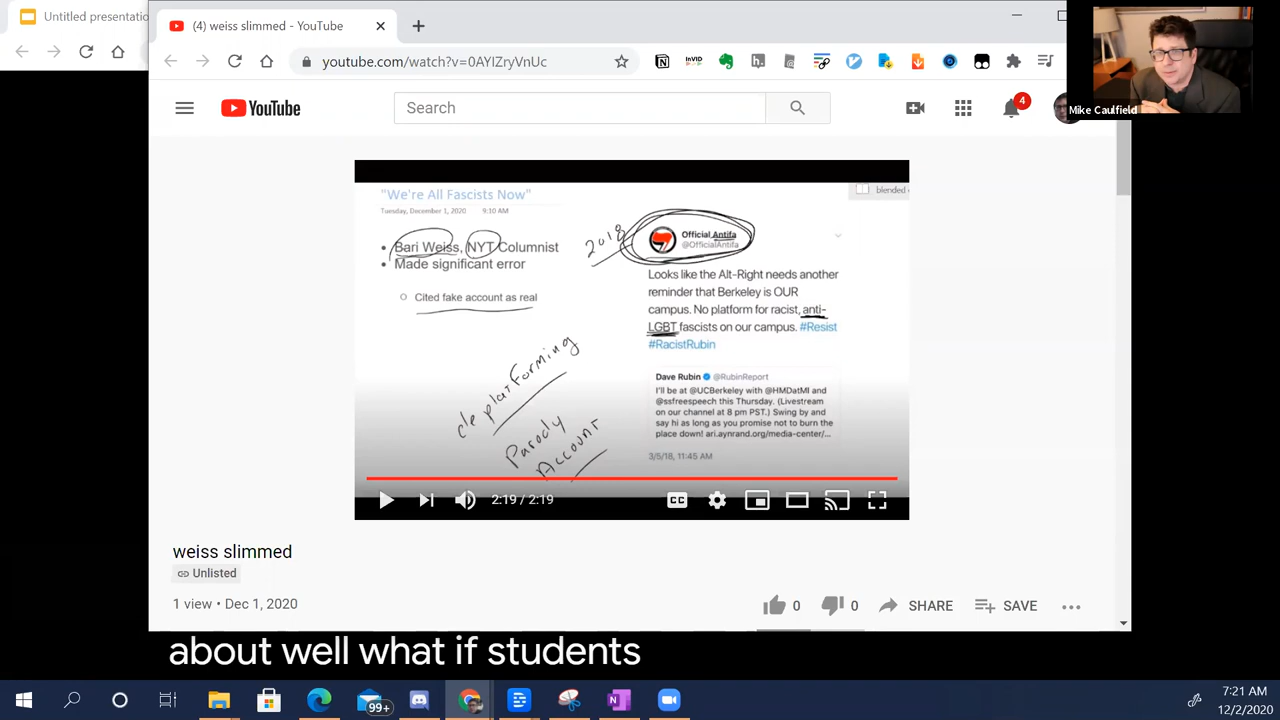 Untitled presentation
(4) weiss slimmed - YouTube
youtube.com/watch?v=0AYIZryVnUc
InVID
Mike Caulfield
YouTube
Search
4
"We're All Fascists Now"
Tuesday, December 1, 2020 9:10 AM
blended
Bari Weiss, NYT Columnist
Made significant error
Cited fake account as real
2018
Official Antifa
@OfficialAntifa
Looks like the Alt-Right needs another
reminder that Berkeley is OUR
campus. No platform for racist, anti-
LGBT fascists on our campus. #Resist
#RacistRubin
Dave Rubin @RubinReport
I'll be at @UCBerkeley with @HMDatMI and
@ssfreespeech this Thursday. (Livestream
on our channel at 8 pm PST.) Swing by and
say hi as long as you promise not to burn the
place down! ari.aynrand.org/media-center/...
3/5/18, 11:45 AM
deplatforming
Parody
Account
2:19 / 2:19
CC
weiss slimmed
Unlisted
1 view • Dec 1, 2020
0
0
SHARE
SAVE
about well what if students
99+
7:21 AM
12/2/2020